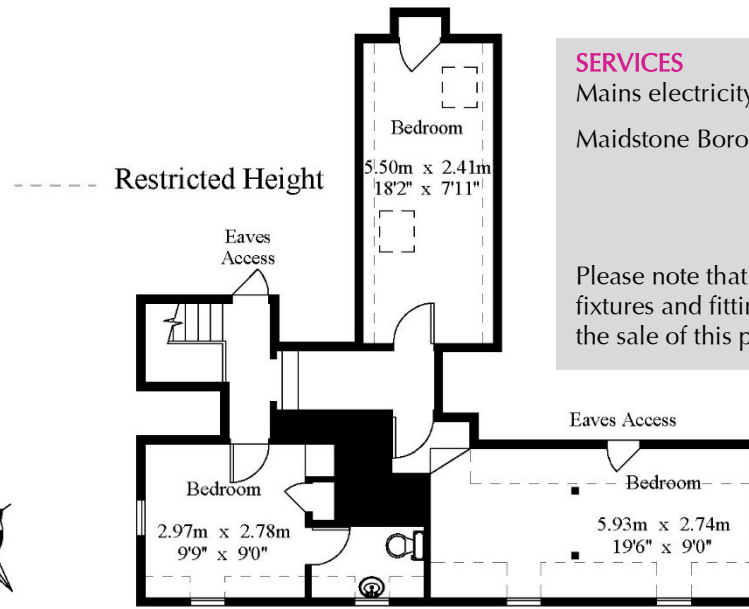 SERVICES
Mains electricity
Maidstone Boro
Please note that
fixtures and fittin
the sale of this p
Restricted Height
Eaves
Access
Bedroom
5.50m x 2.41m
18'2" x 7'11"
Eaves Access
Bedroom
2.97m x 2.78m
9'9" x 9'0"
Bedroom
5.93m x 2.74m
19'6" x 9'0"